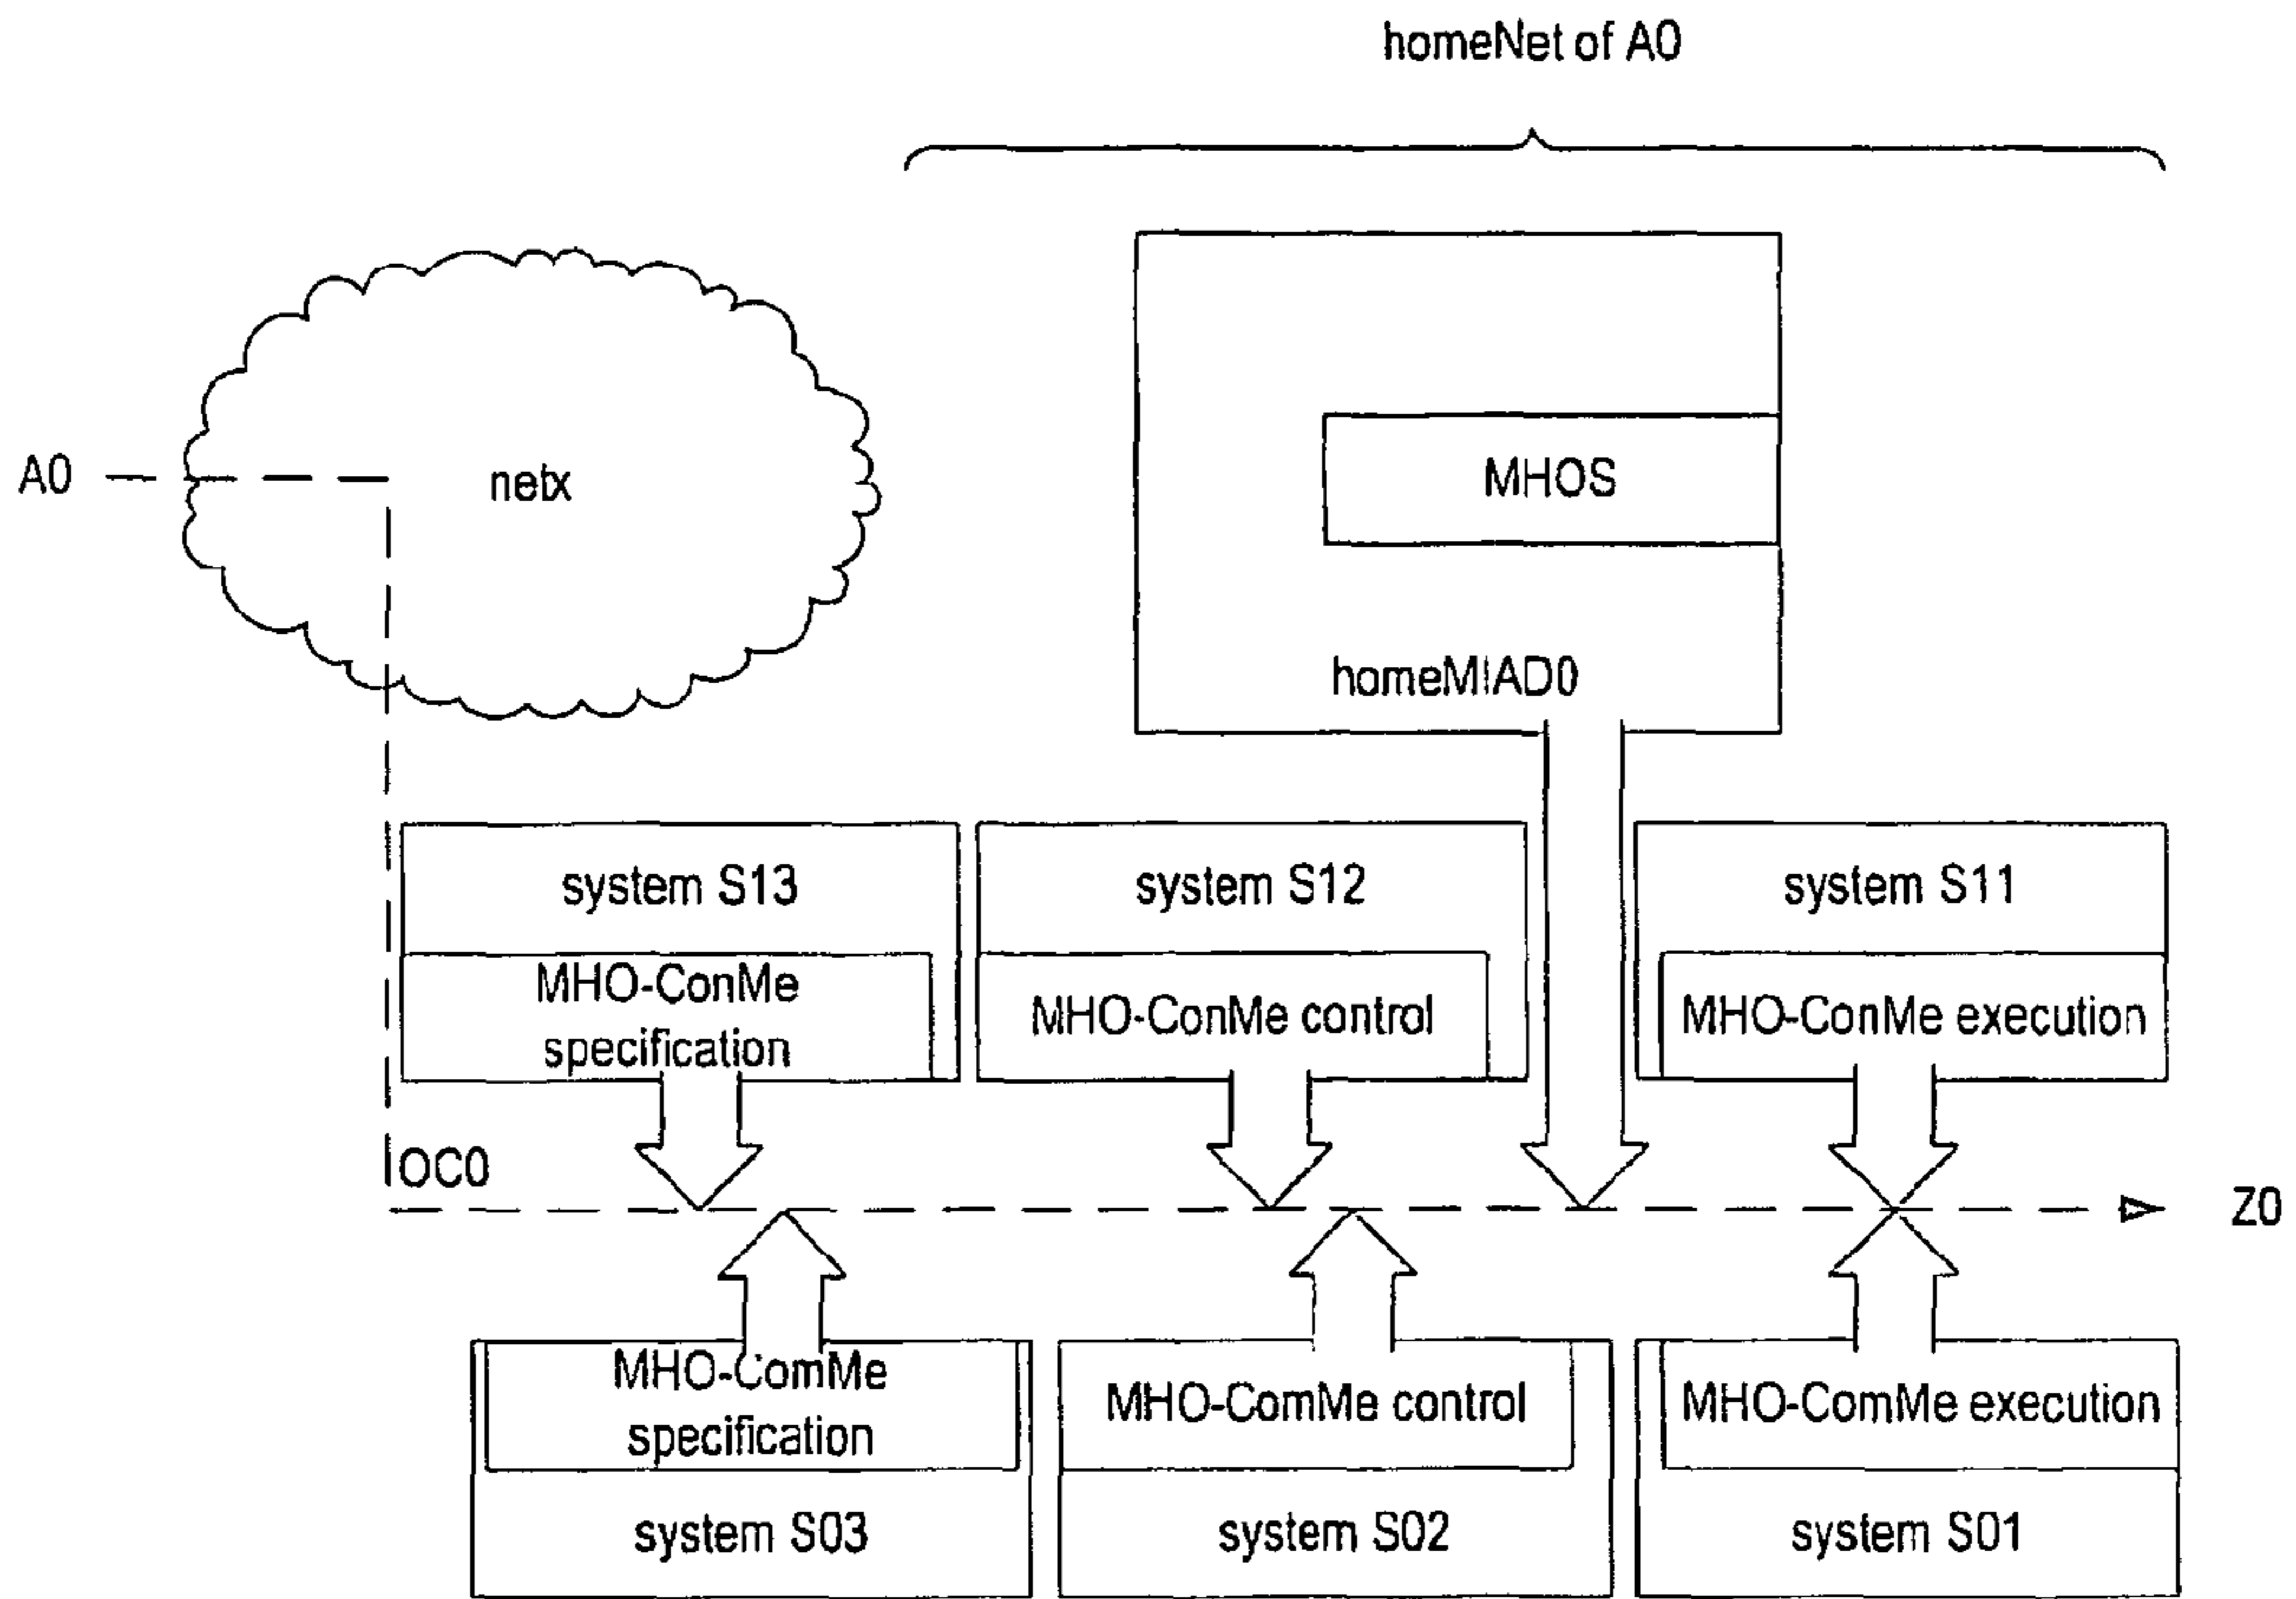 homeNet of A0
A0
netx
MHOS
homeMIAD0
system S13
system S12
system S11
MHO-ConMe
specification
MHO-ConMe control
MHO-ConMe execution
OC0
Z0
MHO-ComMe
specification
MHO-ComMe control
MHO-ComMe execution
system S03
system S02
system S01